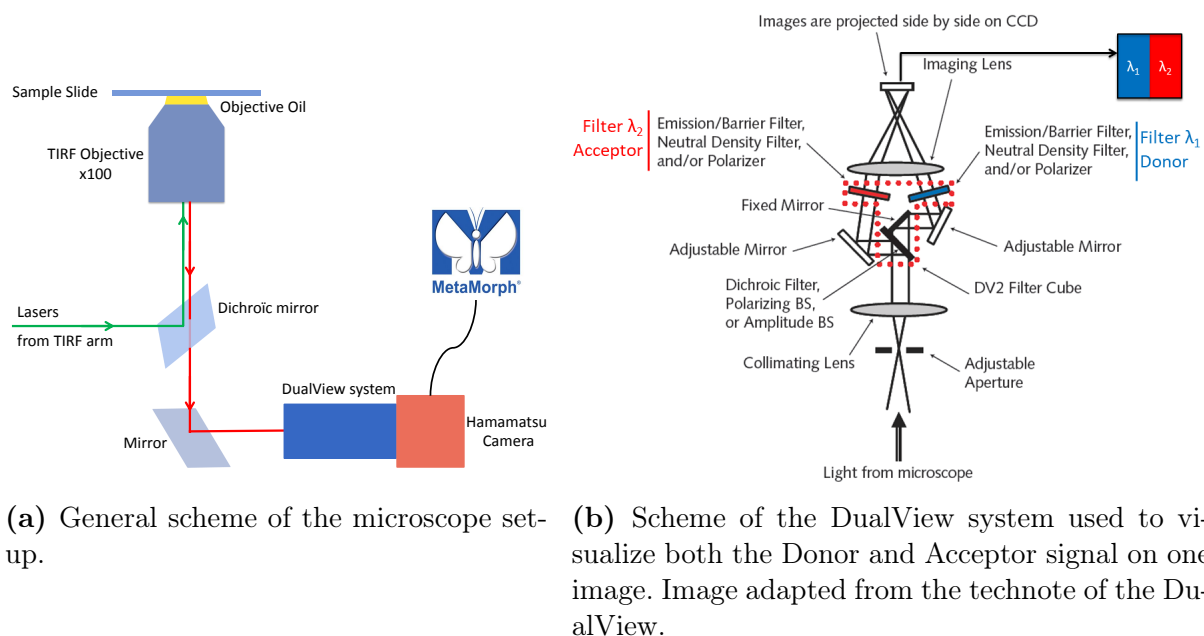 Sample Slide
Objective Oil
TIRF Objective
x100
MetaMorph®
Dichroïc mirror
Lasers
from TIRF arm
DualView system
Mirror
Hamamatsu
Camera
(a) General scheme of the microscope set-
up.
Images are projected side by side on CCD
Imaging Lens
λ1
λ2
Filter λ2
Acceptor
Emission/Barrier Filter,
Neutral Density Filter,
and/or Polarizer
Emission/Barrier Filter,
Neutral Density Filter,
and/or Polarizer
Filter λ1
Donor
Fixed Mirror
Adjustable Mirror
Adjustable Mirror
Dichroic Filter,
Polarizing BS,
or Amplitude BS
DV2 Filter Cube
Collimating Lens
Adjustable
Aperture
Light from microscope
(b) Scheme of the DualView system used to vi-
sualize both the Donor and Acceptor signal on one
image. Image adapted from the technote of the Du-
alView.